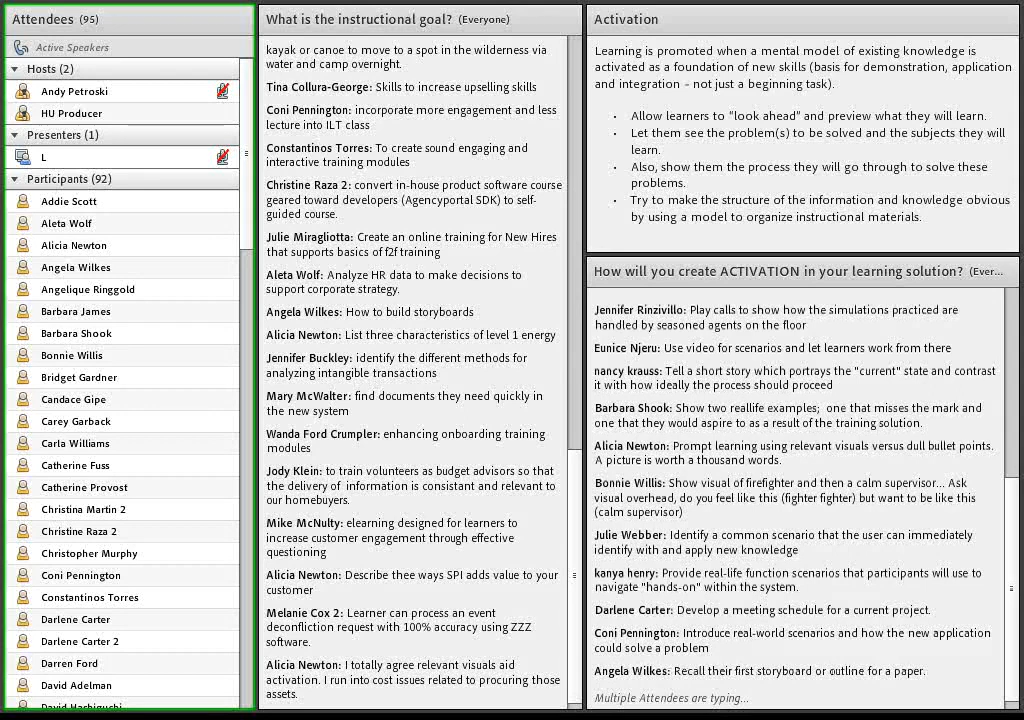 Attendees (95)
Active Speakers
Hosts (2)
Andy Petroski
HU Producer
Presenters (1)
L
Participants (92)
Addie Scott
Aleta Wolf
Alicia Newton
Angela Wilkes
Angelique Ringgold
Barbara James
Barbara Shook
Bonnie Willis
Bridget Gardner
Candace Gipe
Carey Garback
Carla Williams
Catherine Fuss
Catherine Provost
Christina Martin 2
Christine Raza 2
Christopher Murphy
Coni Pennington
Constantinos Torres
Darlene Carter
Darlene Carter 2
Darren Ford
David Adelman
David Hachiguchi
What is the instructional goal? (Everyone)
kayak or canoe to move to a spot in the wilderness via
water and camp overnight.
Tina Collura-George: Skills to increase upselling skills
Coni Pennington: incorporate more engagement and less
lecture into ILT class
Constantinos Torres: To create sound engaging and
interactive training modules
Christine Raza 2: convert in-house product software course
geared toward developers (Agencyportal SDK) to self-
guided course.
Julie Miragliotta: Create an online training for New Hires
that supports basics of f2f training
Aleta Wolf: Analyze HR data to make decisions to
support corporate strategy.
Angela Wilkes: How to build storyboards
Alicia Newton: List three characteristics of level 1 energy
Jennifer Buckley: identify the different methods for
analyzing intangible transactions
Mary McWalter: find documents they need quickly in
the new system
Wanda Ford Crumpler: enhancing onboarding training
modules
Jody Klein: to train volunteers as budget advisors so that
the delivery of information is consistant and relevant to
our homebuyers.
Mike McNulty: elearning designed for learners to
increase customer engagement through effective
questioning
Alicia Newton: Describe thee ways SPI adds value to your
customer
Melanie Cox 2: Learner can process an event
deconfliction request with 100% accuracy using ZZZ
software.
Alicia Newton: I totally agree relevant visuals aid
activation. I run into cost issues related to procuring those
assets.
Activation
Learning is promoted when a mental model of existing knowledge is
activated as a foundation of new skills (basis for demonstration, application
and integration – not just a beginning task).
• Allow learners to "look ahead" and preview what they will learn.
• Let them see the problem(s) to be solved and the subjects they will
learn.
• Also, show them the process they will go through to solve these
problems.
• Try to make the structure of the information and knowledge obvious
by using a model to organize instructional materials.
How will you create ACTIVATION in your learning solution? (Ever...
Jennifer Rinzivillo: Play calls to show how the simulations practiced are
handled by seasoned agents on the floor
Eunice Njeru: Use video for scenarios and let learners work from there
nancy krauss: Tell a short story which portrays the "current" state and contrast
it with how ideally the process should proceed
Barbara Shook: Show two reallife examples; one that misses the mark and
one that they would aspire to as a result of the training solution.
Alicia Newton: Prompt learning using relevant visuals versus dull bullet points.
A picture is worth a thousand words.
Bonnie Willis: Show visual of firefighter and then a calm supervisor... Ask
visual overhead, do you feel like this (fighter fighter) but want to be like this
(calm supervisor)
Julie Webber: Identify a common scenario that the user can immediately
identify with and apply new knowledge
kanya henry: Provide real-life function scenarios that participants will use to
navigate "hands-on" within the system.
Darlene Carter: Develop a meeting schedule for a current project.
Coni Pennington: Introduce real-world scenarios and how the new application
could solve a problem
Angela Wilkes: Recall their first storyboard or outline for a paper.
Multiple Attendees are typing...